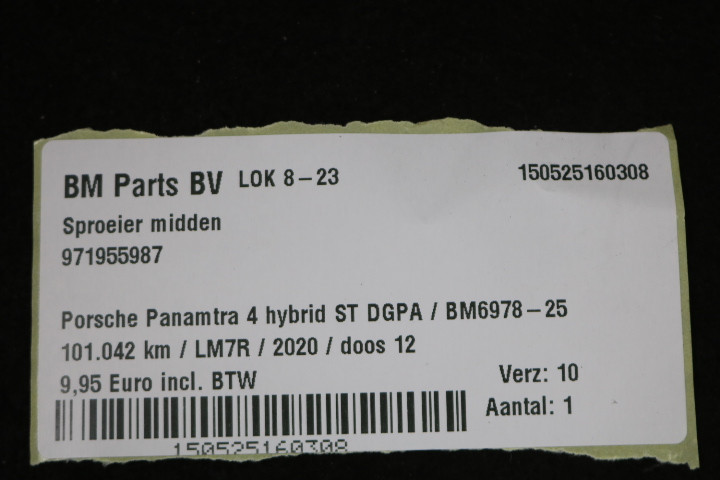 BM Parts BV LOK 8-23 150525160308
Sproeier midden
971955987
Porsche Panamtra 4 hybrid ST DGPA / BM6978-25
101.042 km / LM7R / 2020 / doos 12
9,95 Euro incl. BTW Verz: 10
Aantal: 1
150525160308